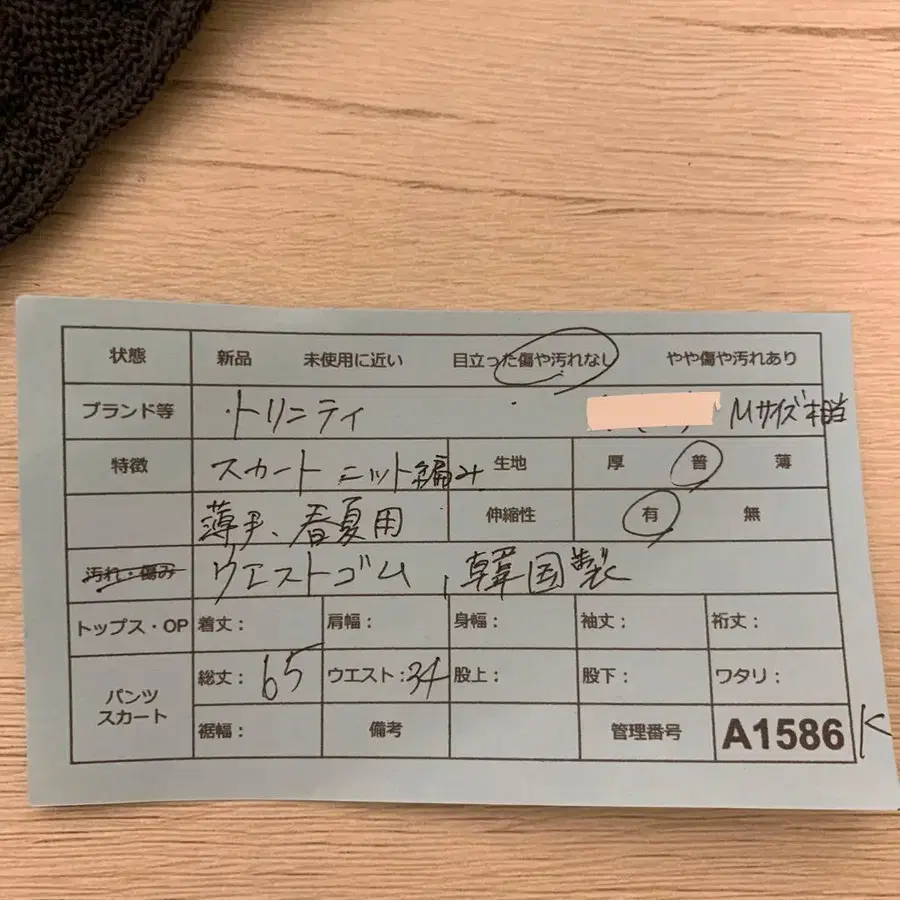 状態 新品 未使用に近い 目立った傷や汚れなし やや傷や汚れあり
ブランド等 トリニティ Mサイズ相当
特徴 スカート ニット編み 生地 厚 普 薄
薄手、春夏用 伸縮性 有 無
汚れ・傷み ウエストゴム、韓国製
トップス・OP 着丈: 肩幅: 身幅: 袖丈: 裄丈:
パンツ スカート 総丈: 65 ウエスト: 34 股上: 股下: ワタリ:
裾幅: 備考 管理番号 A1586 K